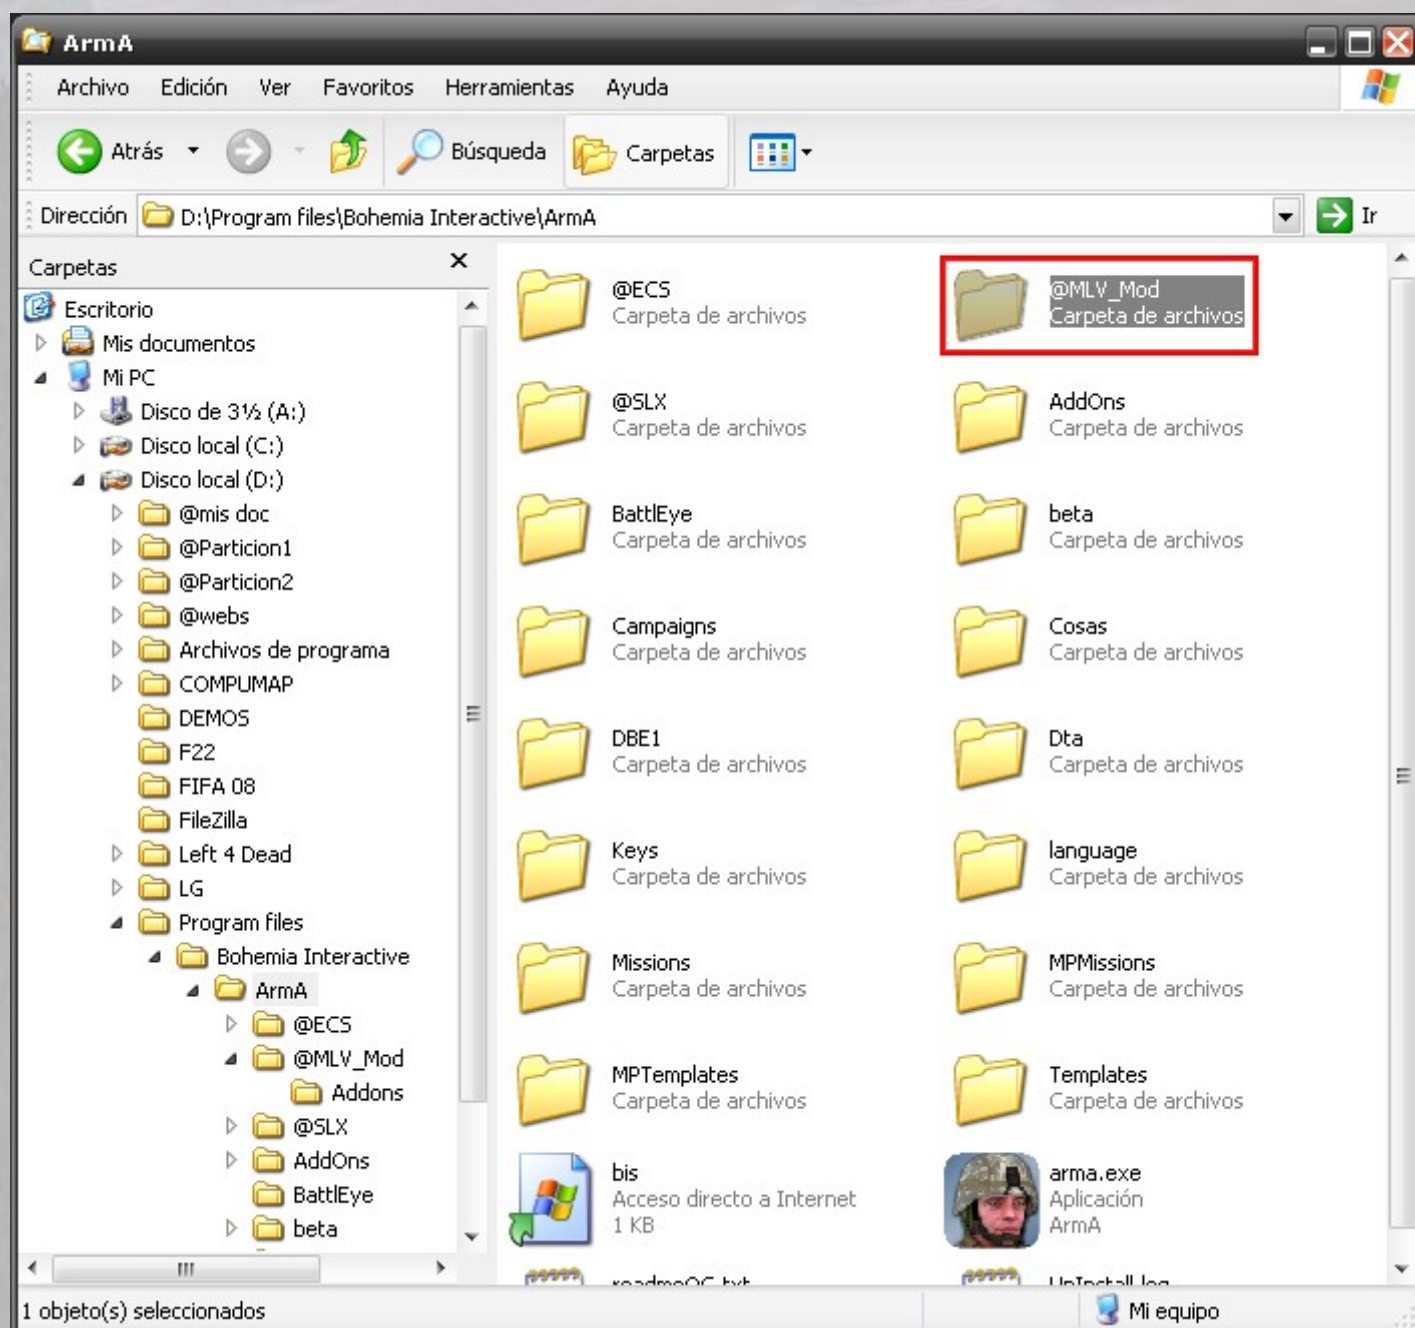 ArmA
Archivo Edición Ver Favoritos Herramientas Ayuda
Atrás Búsqueda Carpetas
Dirección D:\Program files\Bohemia Interactive\ArmA Ir
Carpetas
Escritorio
Mis documentos
Mi PC
Disco de 3½ (A:)
Disco local (C:)
Disco local (D:)
@mis doc
@Particion1
@Particion2
@webs
Archivos de programa
COMPUMAP
DEMOS
F22
FIFA 08
FileZilla
Left 4 Dead
LG
Program files
Bohemia Interactive
ArmA
@ECS
@MLV_Mod
Addons
@SLX
AddOns
BattlEye
beta
@ECS
Carpeta de archivos
@MLV_Mod
Carpeta de archivos
@SLX
Carpeta de archivos
AddOns
Carpeta de archivos
BattlEye
Carpeta de archivos
beta
Carpeta de archivos
Campaigns
Carpeta de archivos
Cosas
Carpeta de archivos
DBE1
Carpeta de archivos
Dta
Carpeta de archivos
Keys
Carpeta de archivos
language
Carpeta de archivos
Missions
Carpeta de archivos
MPMissions
Carpeta de archivos
MPTemplates
Carpeta de archivos
Templates
Carpeta de archivos
bis
Acceso directo a Internet
1 KB
arma.exe
Aplicación
ArmA
readmeOC.txt
UnInstall.log
1 objeto(s) seleccionados
Mi equipo